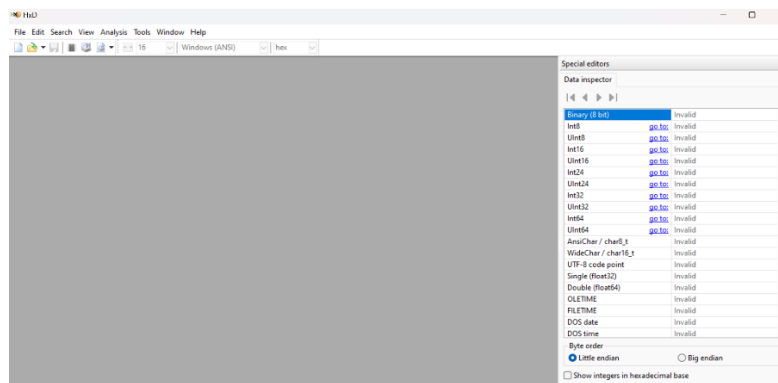 HxD
File Edit Search View Analysis Tools Window Help
16 Windows (ANSI) hex
Special editors
Data inspector
Binary (8 bit) Invalid
Int8 go to: Invalid
UInt8 go to: Invalid
Int16 go to: Invalid
UInt16 go to: Invalid
Int24 go to: Invalid
UInt24 go to: Invalid
Int32 go to: Invalid
UInt32 go to: Invalid
Int64 go to: Invalid
UInt64 go to: Invalid
AnsiChar / char8_t Invalid
WideChar / char16_t Invalid
UTF-8 code point Invalid
Single (float32) Invalid
Double (float64) Invalid
OLETIME Invalid
FILETIME Invalid
DOS date Invalid
DOS time Invalid
Byte order
Little endian Big endian
Show integers in hexadecimal base